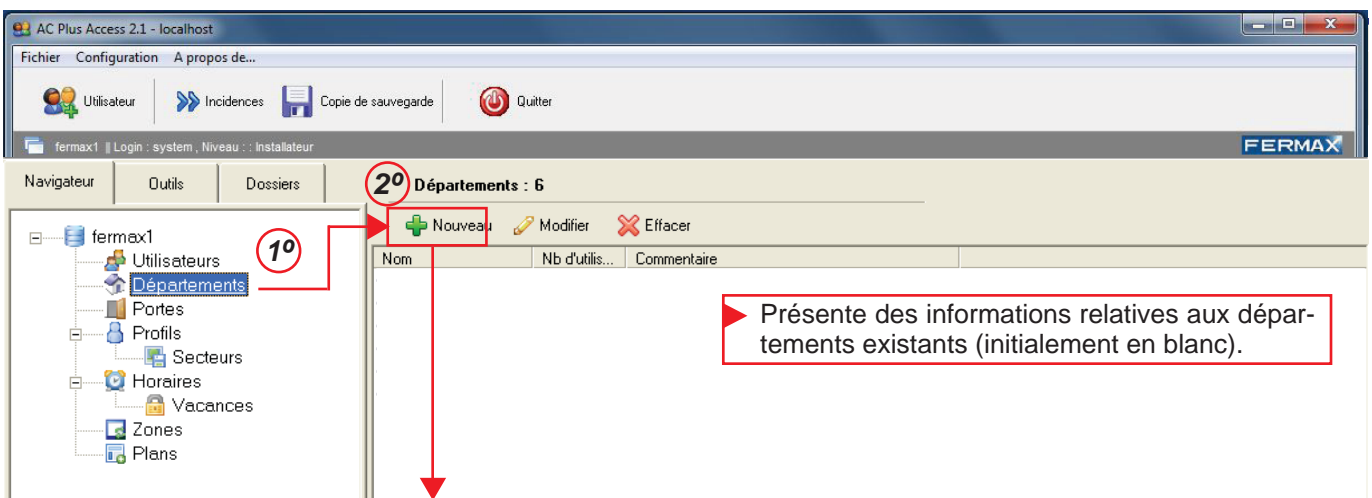 AC Plus Access 2.1 - localhost
Fichier Configuration A propos de...
Utilisateur Incidences Copie de sauvegarde Quitter
fermax1 || Login : system , Niveau : : Installateur FERMAX
Navigateur Outils Dossiers 2º Départements : 6
Nouveau Modifier Effacer
fermax1
1º
Utilisateurs
Nom Nb d'utilis... Commentaire
Départements
Portes
Profils
Secteurs
Horaires
Vacances
Zones
Plans
Présente des informations relatives aux dépar-
tements existants (initialement en blanc).